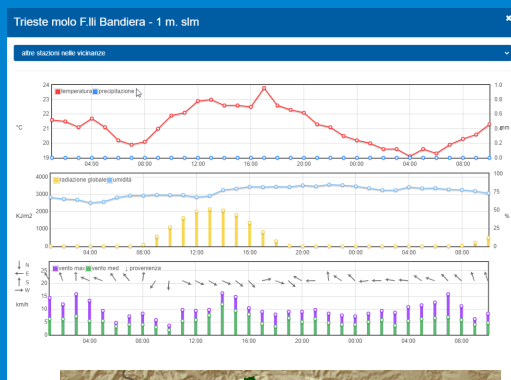 Trieste molo F.lli Bandiera - 1 m. slm
×
altre stazioni nelle vicinanze
temperatura precipitazione
°C
24
23
22
21
20
19
1.0
0.8
0.6
0.2
0.0
mm
04:00 08:00 12:00 16:00 20:00 00:00 04:00 08:00
radiazione globale umidità
KJ/m2
4000
3000
2000
1000
0
100
75
50
25
0
%
04:00 08:00 12:00 16:00 20:00 00:00 04:00 08:00
vento max vento med ↓ provenienza
↓ N
← E
↑ S
→ W
km/h
25
20
15
10
5
0
04:00 08:00 12:00 16:00 20:00 00:00 04:00 08:00